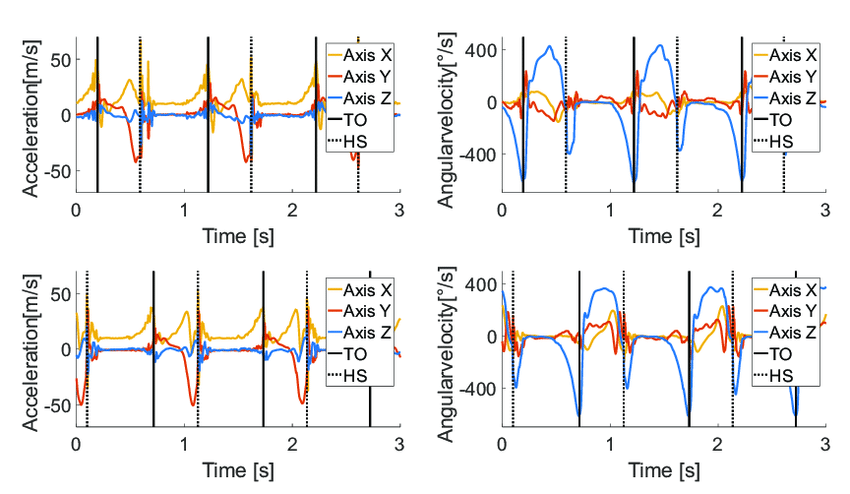 Acceleration[m/s]
50
0
-50
0 1 2 3
Time [s]
Axis X
Axis Y
Axis Z
TO
HS
Angularvelocity[°/s]
400
0
-400
0 1 2 3
Time [s]
Axis X
Axis Y
Axis Z
TO
HS
Acceleration[m/s]
50
0
-50
0 1 2 3
Time [s]
Axis X
Axis Y
Axis Z
TO
HS
Angularvelocity[°/s]
400
0
-400
0 1 2 3
Time [s]
Axis X
Axis Y
Axis Z
TO
HS